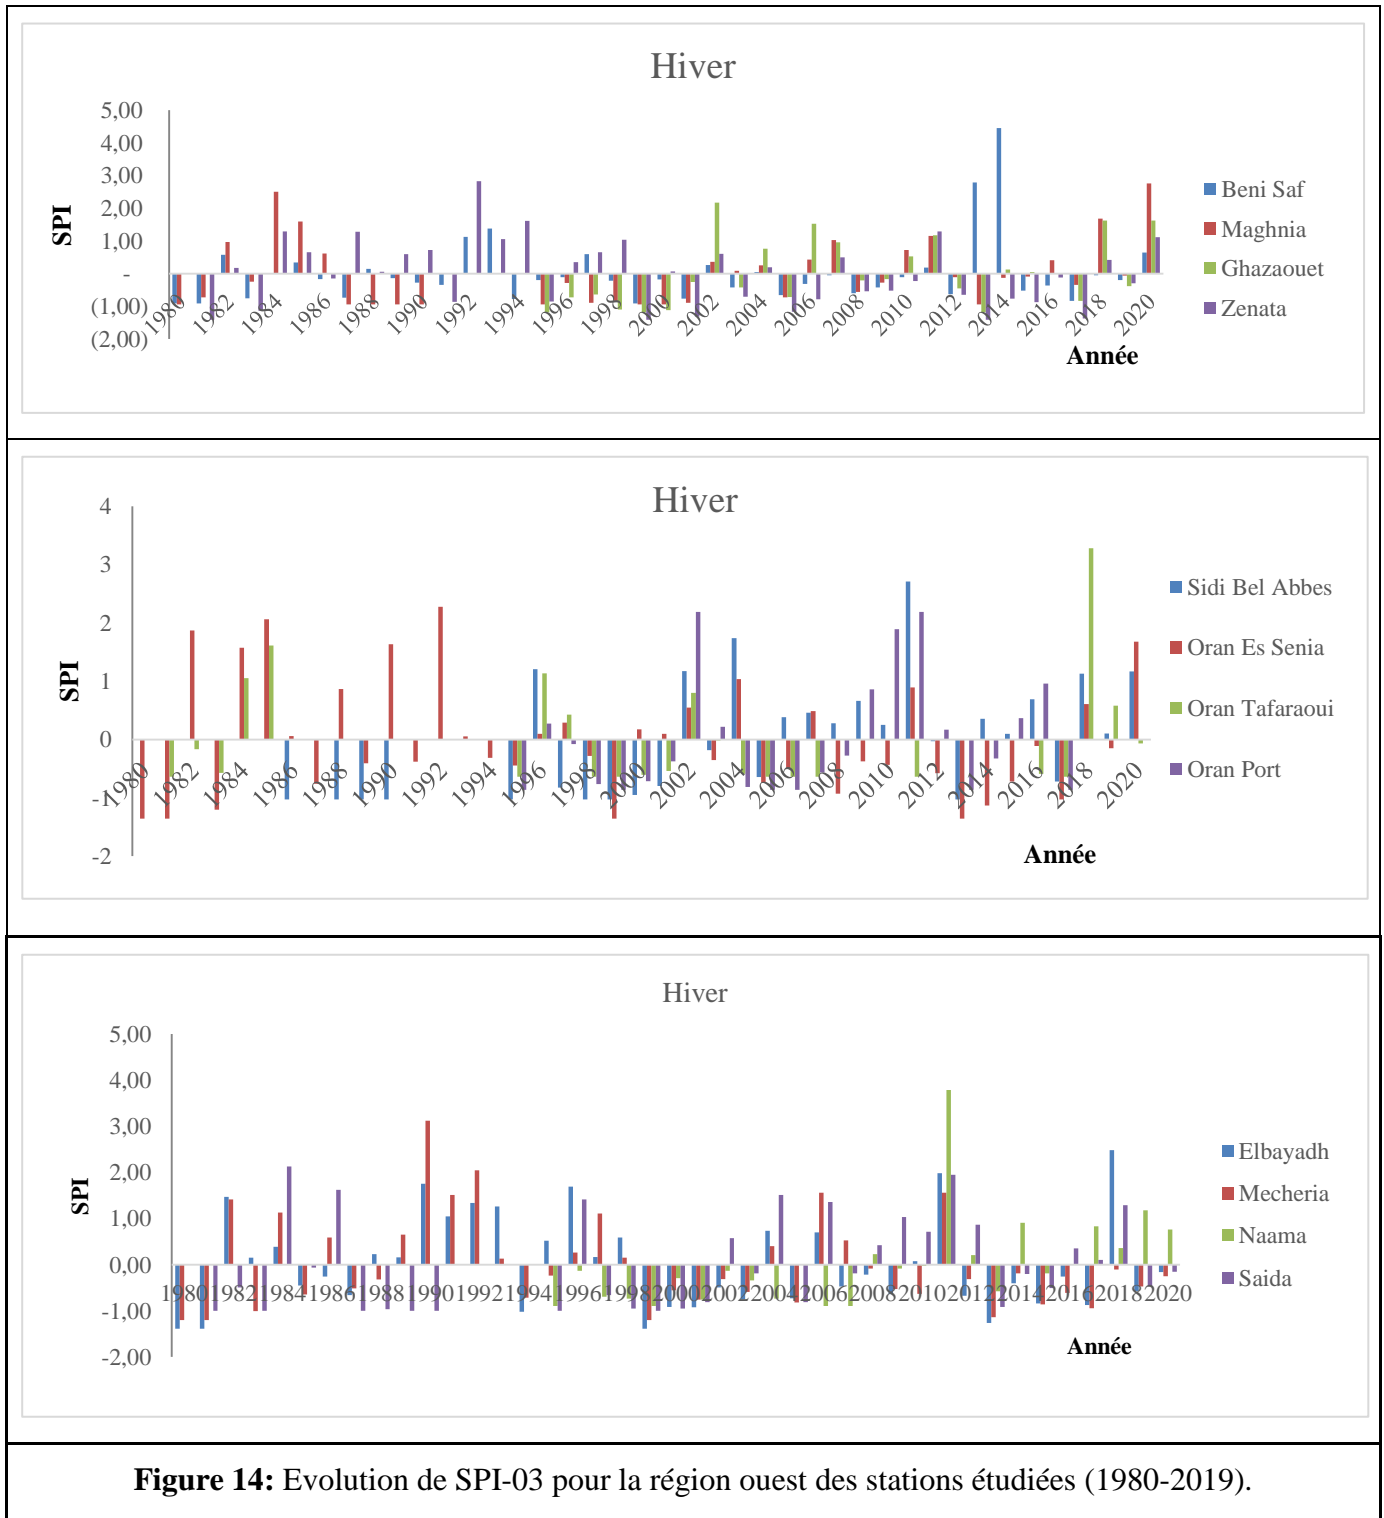 Hiver
5,00
4,00
3,00
2,00
1,00
-
(1,00)
(2,00)
SPI
1980 1982 1984 1986 1988 1990 1992 1994 1996 1998 2000 2002 2004 2006 2008 2010 2012 2014 2016 2018 2020
Année
Beni Saf
Maghnia
Ghazaouet
Zenata
Hiver
4
3
2
1
0
-1
-2
SPI
1980 1982 1984 1986 1988 1990 1992 1994 1996 1998 2000 2002 2004 2006 2008 2010 2012 2014 2016 2018 2020
Année
Sidi Bel Abbes
Oran Es Senia
Oran Tafaraoui
Oran Port
Hiver
5,00
4,00
3,00
2,00
1,00
0,00
-1,00
-2,00
SPI
1980 1982 1984 1986 1988 1990 1992 1994 1996 1998 2000 2002 2004 2006 2008 2010 2012 2014 2016 2018 2020
Année
Elbayadh
Mecheria
Naama
Saida
Figure 14: Evolution de SPI-03 pour la région ouest des stations étudiées (1980-2019).